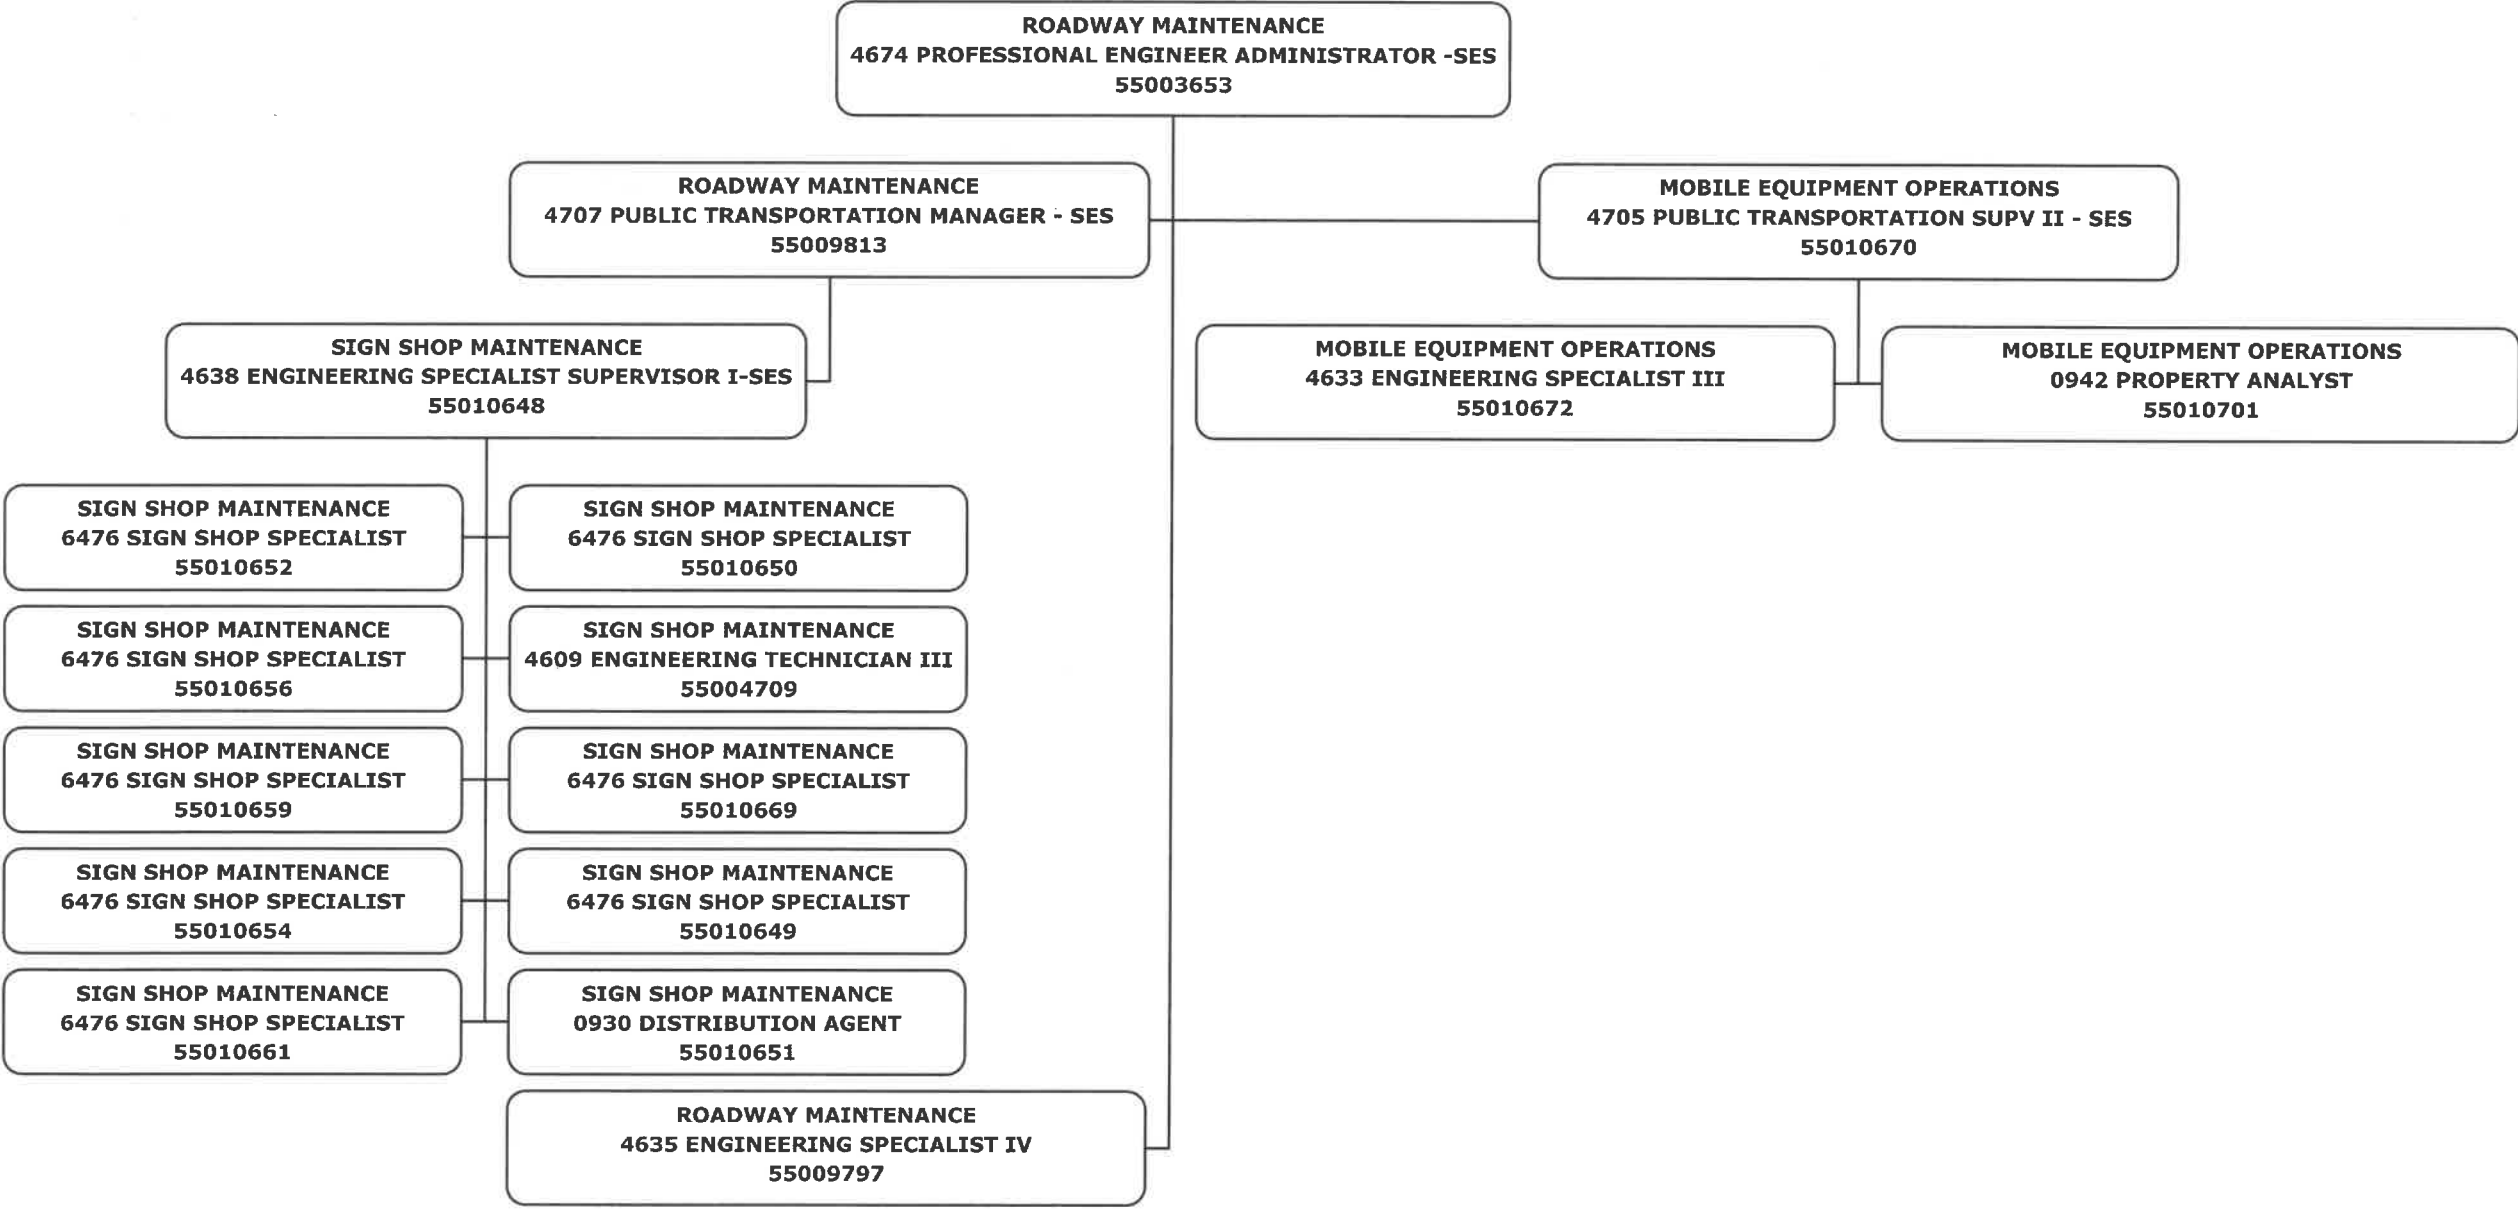 ROADWAY MAINTENANCE
4674 PROFESSIONAL ENGINEER ADMINISTRATOR -SES
55003653
ROADWAY MAINTENANCE
4707 PUBLIC TRANSPORTATION MANAGER - SES
55009813
MOBILE EQUIPMENT OPERATIONS
4705 PUBLIC TRANSPORTATION SUPV II - SES
55010670
SIGN SHOP MAINTENANCE
4638 ENGINEERING SPECIALIST SUPERVISOR I-SES
55010648
MOBILE EQUIPMENT OPERATIONS
4633 ENGINEERING SPECIALIST III
55010672
MOBILE EQUIPMENT OPERATIONS
0942 PROPERTY ANALYST
55010701
SIGN SHOP MAINTENANCE
6476 SIGN SHOP SPECIALIST
55010652
SIGN SHOP MAINTENANCE
6476 SIGN SHOP SPECIALIST
55010650
SIGN SHOP MAINTENANCE
6476 SIGN SHOP SPECIALIST
55010656
SIGN SHOP MAINTENANCE
4609 ENGINEERING TECHNICIAN III
55004709
SIGN SHOP MAINTENANCE
6476 SIGN SHOP SPECIALIST
55010659
SIGN SHOP MAINTENANCE
6476 SIGN SHOP SPECIALIST
55010669
SIGN SHOP MAINTENANCE
6476 SIGN SHOP SPECIALIST
55010654
SIGN SHOP MAINTENANCE
6476 SIGN SHOP SPECIALIST
55010649
SIGN SHOP MAINTENANCE
6476 SIGN SHOP SPECIALIST
55010661
SIGN SHOP MAINTENANCE
0930 DISTRIBUTION AGENT
55010651
ROADWAY MAINTENANCE
4635 ENGINEERING SPECIALIST IV
55009797